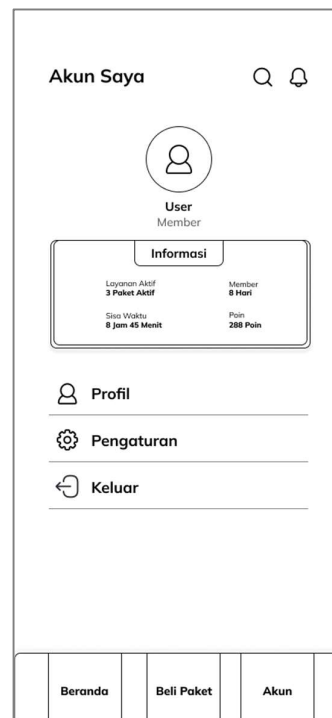 Akun Saya
User
Member
Informasi
Layanan Aktif
3 Paket Aktif
Member
8 Hari
Sisa Waktu
8 Jam 45 Menit
Poin
288 Poin
Profil
Pengaturan
Keluar
Beranda
Beli Paket
Akun